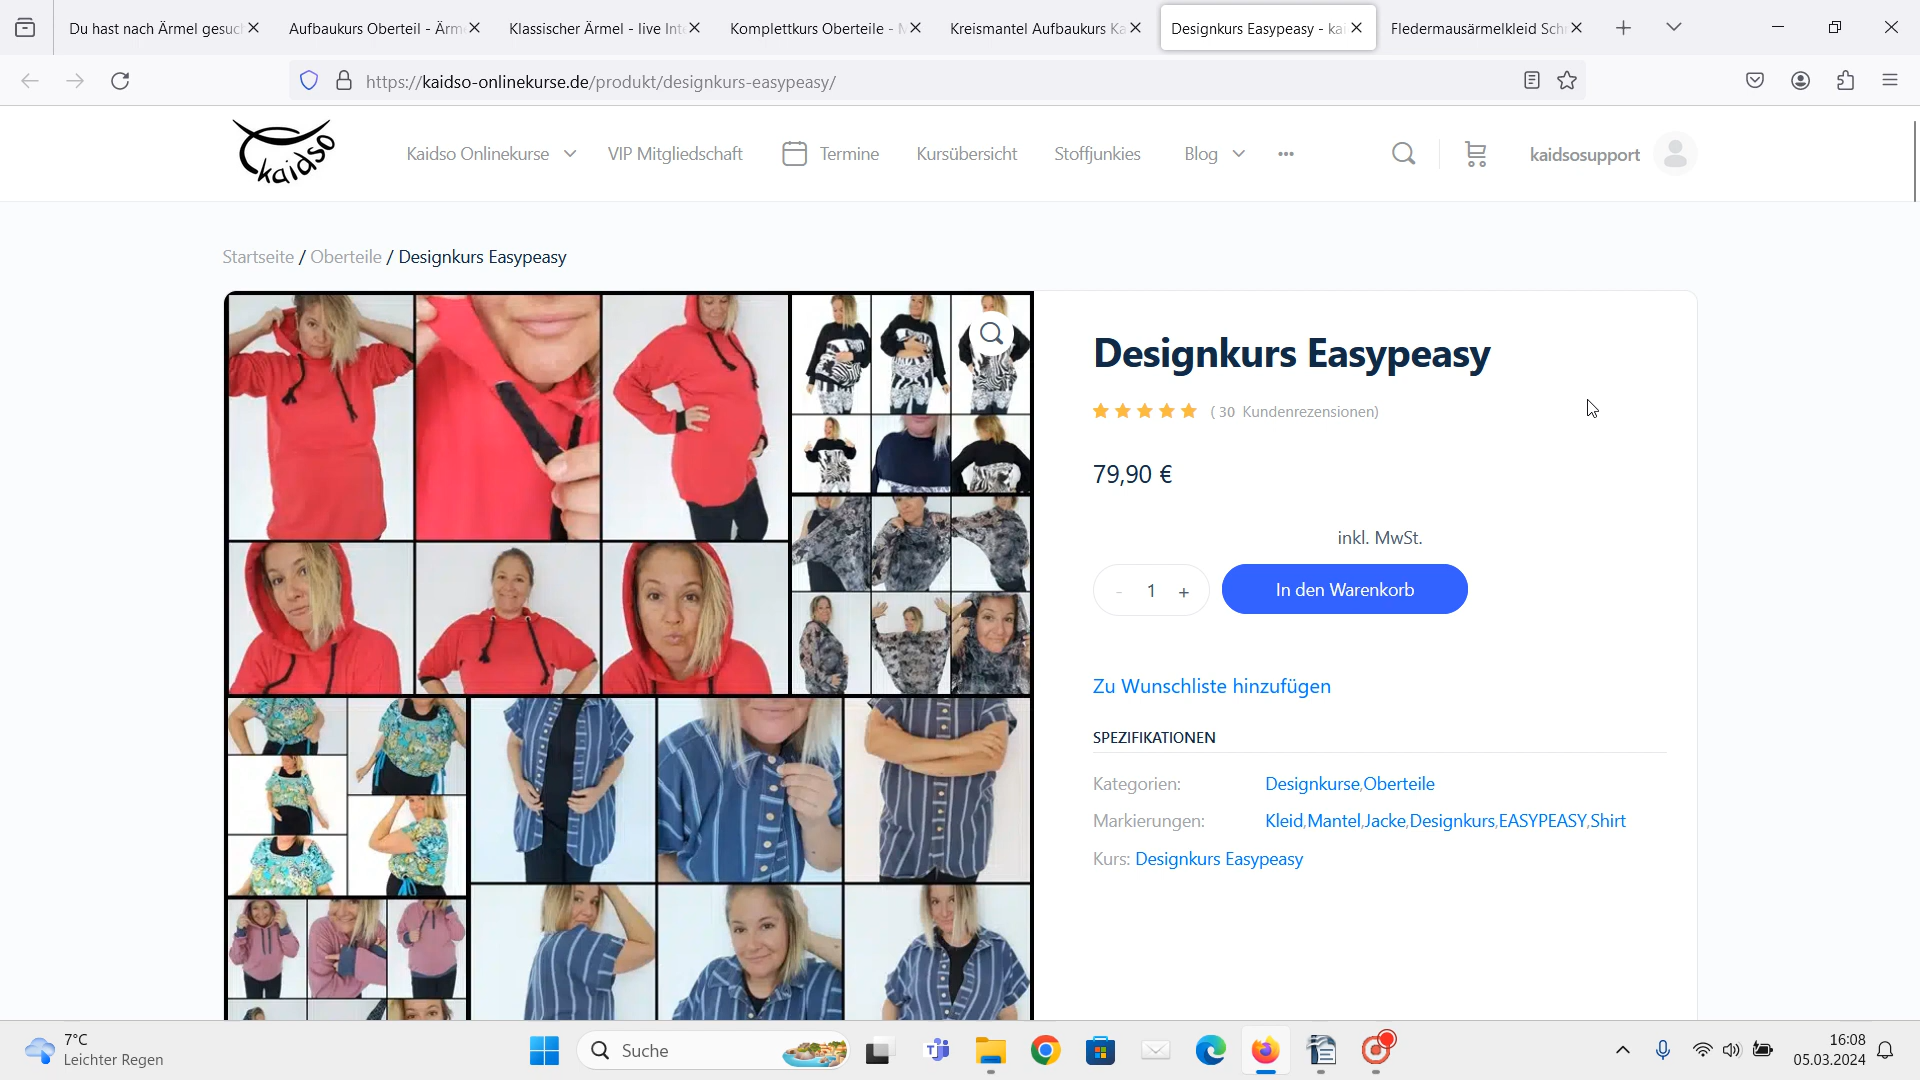 Du hast nach Ärmel gesuc
Aufbaukurs Oberteil - Ärm
Klassischer Ärmel - live Int
Komplettkurs Oberteile - M
Kreismantel Aufbaukurs Ka
Designkurs Easypeasy - kai
Fledermausärmelkleid Sch
https://kaidso-onlinekurse.de/produkt/designkurs-easypeasy/
kaidso
Kaidso Onlinekurse
VIP Mitgliedschaft
Termine
Kursübersicht
Stoffjunkies
Blog
kaidsosupport
Startseite / Oberteile / Designkurs Easypeasy
Designkurs Easypeasy
( 30 Kundenrezensionen)
79,90 €
inkl. MwSt.
- 1 +
In den Warenkorb
Zu Wunschliste hinzufügen
SPEZIFIKATIONEN
Kategorien: Designkurse,Oberteile
Markierungen: Kleid,Mantel,Jacke,Designkurs,EASYPEASY,Shirt
Kurs: Designkurs Easypeasy
7°C
Leichter Regen
Suche
16:08
05.03.2024